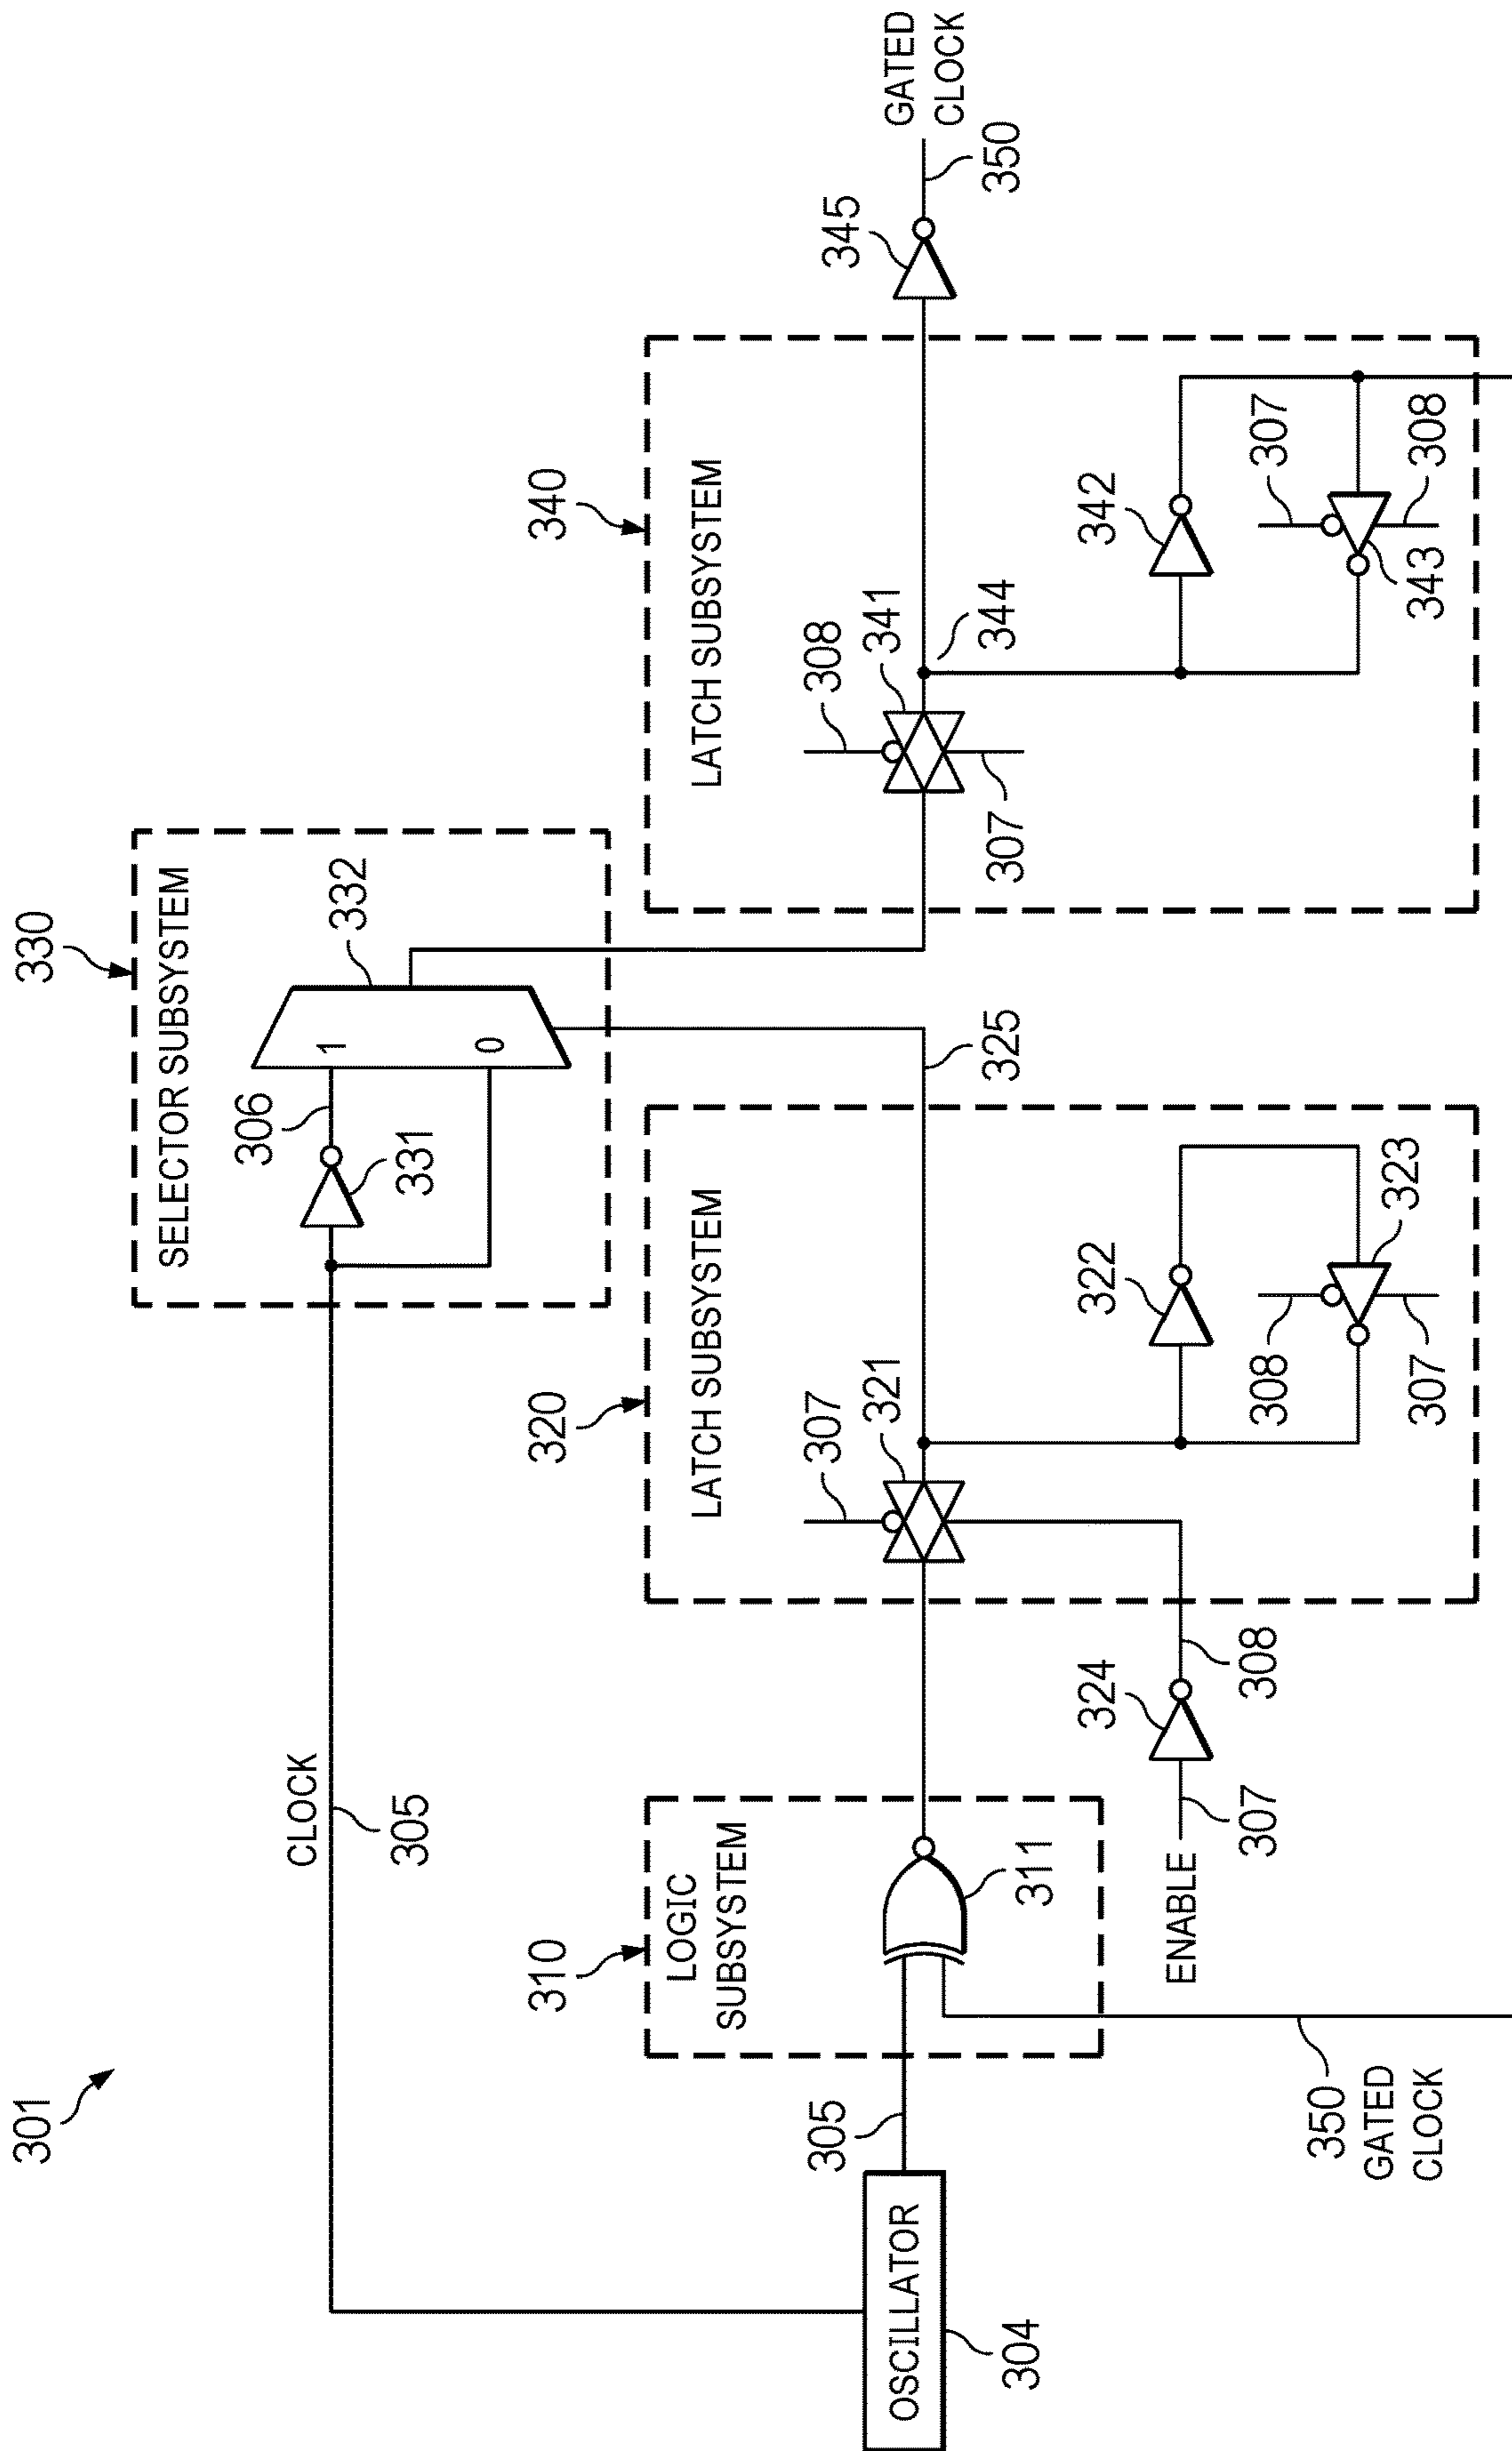 301
330
SELECTOR SUBSYSTEM
CLOCK
305
306
331
332
1
0
310
LOGIC
SUBSYSTEM
311
320
LATCH SUBSYSTEM
307
321
322
308
323
307
325
340
LATCH SUBSYSTEM
308
341
307
344
342
307
343
308
345
GATED
CLOCK
350
OSCILLATOR
304
305
ENABLE
307
324
308
350
GATED
CLOCK